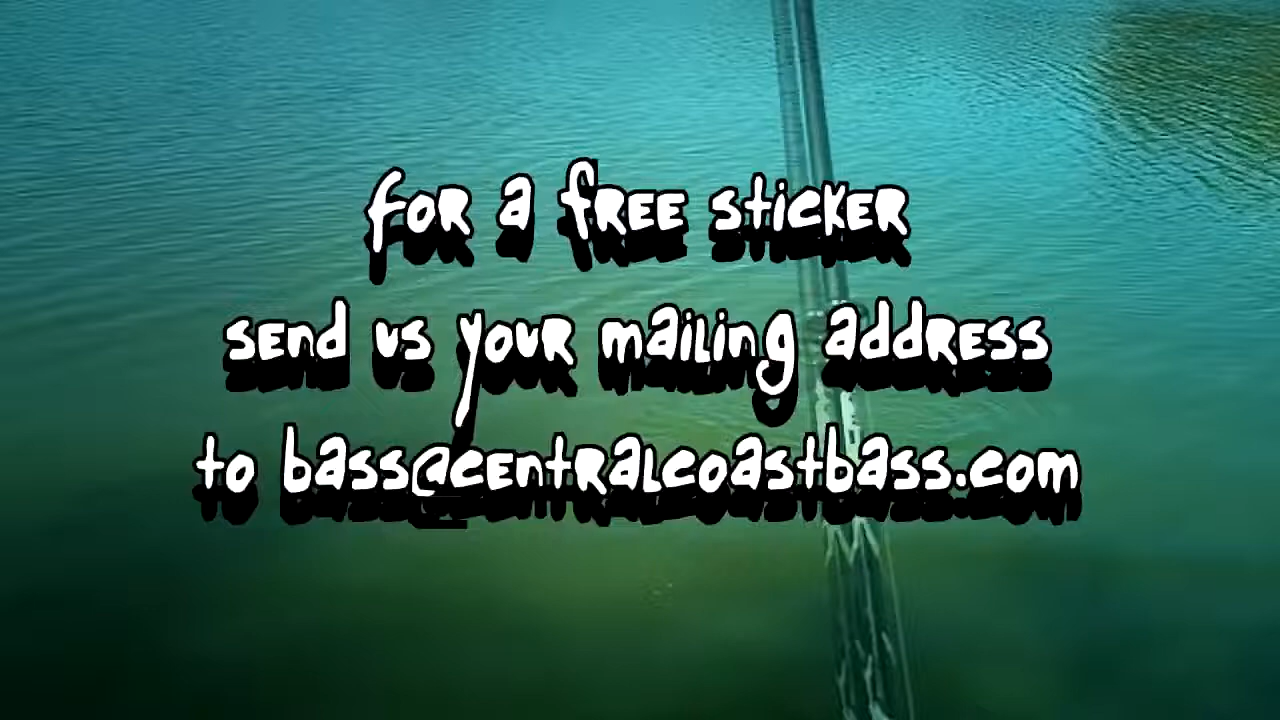 for a free sticker
send us your mailing address
to bass@centralcoastbass.com